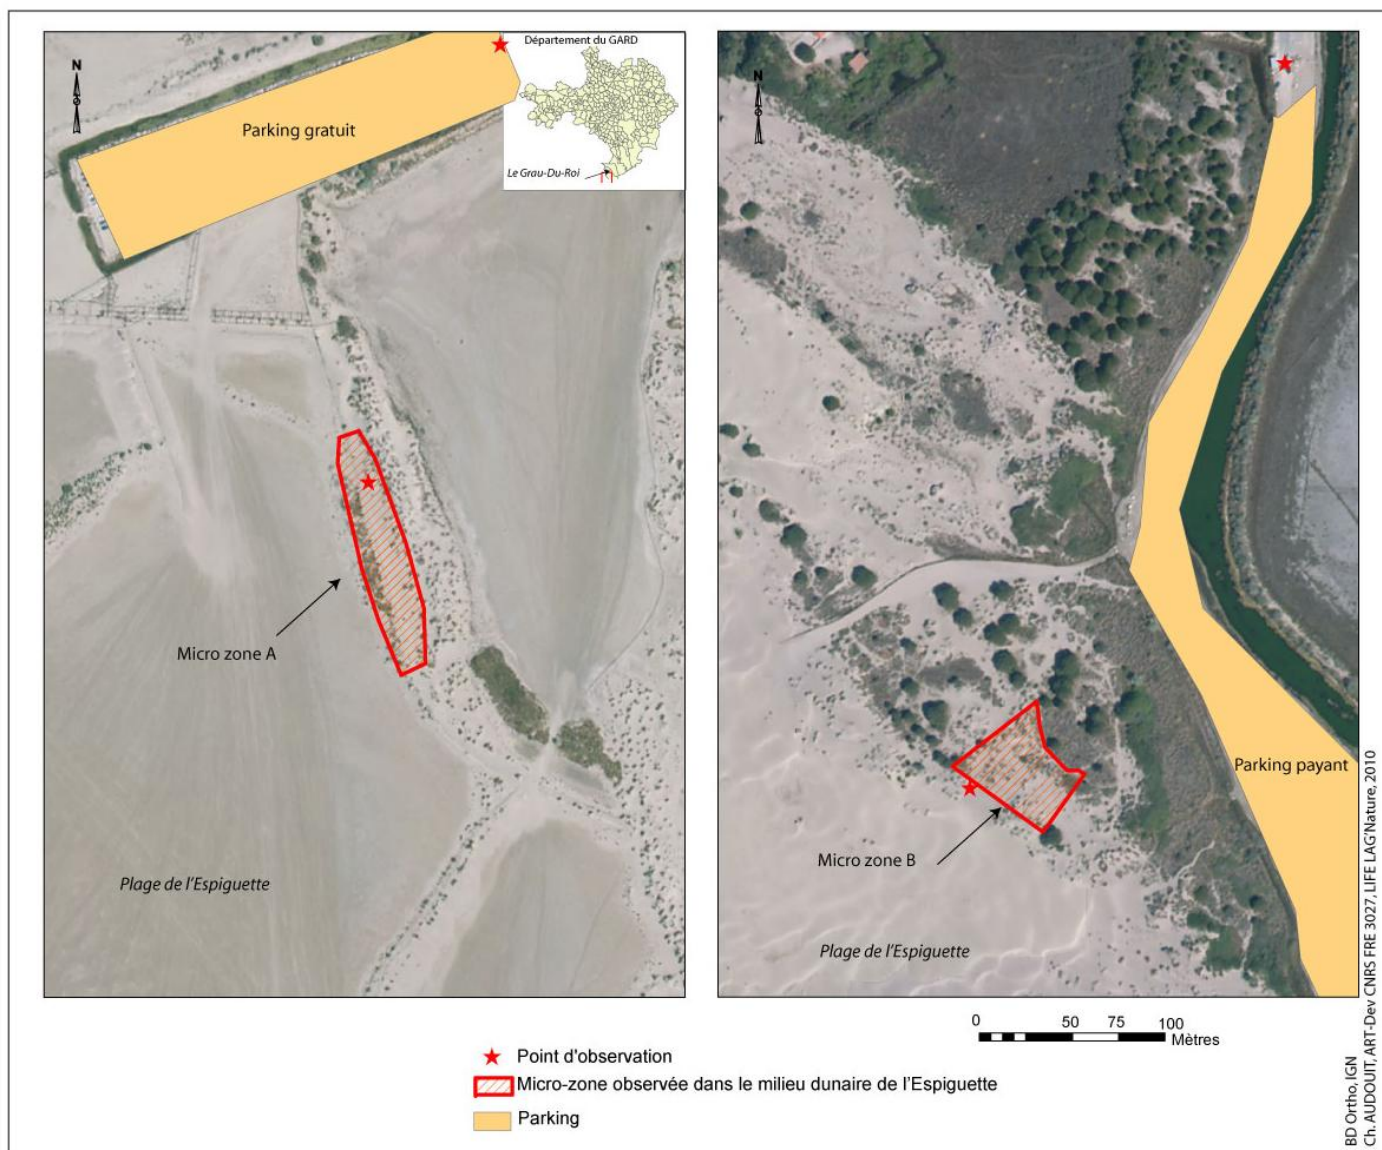 N
Département du GARD
Parking gratuit
Le Grau-Du-Roi
Micro zone A
Plage de l'Espiguette
N
Parking payant
Micro zone B
Plage de l'Espiguette
0 50 75 100
Mètres
Point d'observation
Micro-zone observée dans le milieu dunaire de l'Espiguette
Parking
BD Ortho, IGN
Ch. AUDOUIT, ART-Dev CNRS FRE 3027, LIFE LAG'Nature, 2010